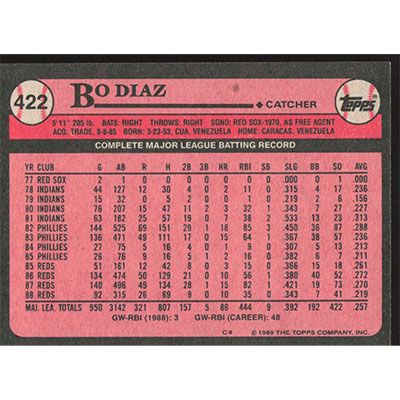 422
BO DIAZ
CATCHER
TOPPS
5'11" 205 lb. BATS: RIGHT THROWS: RIGHT SGND: RED SOX-1970, AS FREE AGENT
ACQ: TRADE, 8-8-85 BORN: 3-23-53, CUA, VENEZUELA HOME: CARACAS, VENEZUELA
COMPLETE MAJOR LEAGUE BATTING RECORD
YR CLUB G AB R H 2B 3B HR RBI SB SLG BB SO AVG
77 RED SOX 2 1 0 0 0 0 0 0 0 .000 0 1 .000
78 INDIANS 44 127 12 30 4 0 2 11 0 .315 4 17 .236
79 INDIANS 15 32 0 5 2 0 0 1 0 .219 2 6 .156
80 INDIANS 76 207 15 47 11 2 3 32 1 .343 7 27 .227
81 INDIANS 63 182 25 57 19 0 7 38 2 .533 13 23 .313
82 PHILLIES 144 525 69 151 29 1 18 85 3 .450 36 87 .288
83 PHILLIES 136 471 49 111 17 0 15 64 1 .367 38 57 .236
84 PHILLIES 27 75 5 16 4 0 1 9 0 .307 5 13 .213
85 PHILLIES 26 76 9 16 5 1 2 16 0 .382 6 7 .211
85 REDS 51 161 12 42 8 0 3 15 0 .366 15 18 .261
86 REDS 134 474 50 129 21 0 10 56 1 .380 40 52 .272
87 REDS 140 496 49 134 28 1 15 82 1 .421 19 73 .270
88 REDS 92 315 26 69 9 0 10 35 0 .343 7 41 .219
MAJ. LEA. TOTALS 950 3142 807 157 5 86 444 9 .392 422 .257
GW-RBI (1988): 3 GW-RBI (CAREER): 48
C* © 1989 THE TOPPS COMPANY, INC.